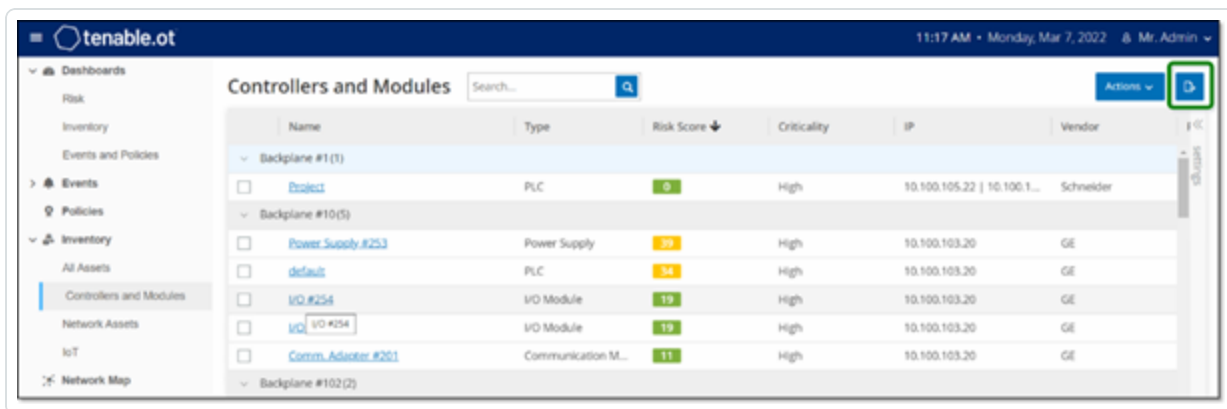 tenable.ot
11:17 AM • Monday, Mar 7, 2022 Mr. Admin
Dashboards
Risk
Inventory
Events and Policies
Events
Policies
Inventory
All Assets
Controllers and Modules
Network Assets
IoT
Network Map
Controllers and Modules Search... Actions
Name Type Risk Score Criticality IP Vendor
Settings
Backplane #1(1)
Project PLC 0 High 10.100.105.22 | 10.100.1... Schneider
Backplane #10(5)
Power Supply #253 Power Supply 39 High 10.100.103.20 GE
default PLC 34 High 10.100.103.20 GE
I/O #254 I/O Module 19 High 10.100.103.20 GE
I/O I/O #254 I/O Module 19 High 10.100.103.20 GE
Comm. Adapter #201 Communication M... 11 High 10.100.103.20 GE
Backplane #102(2)